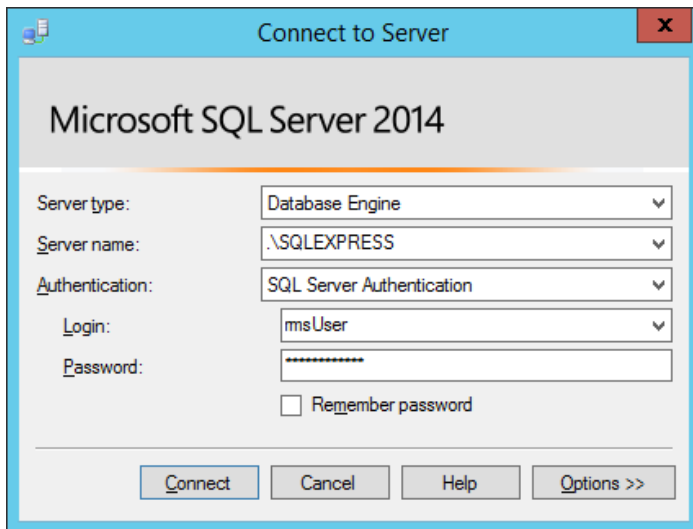 Connect to Server
x
Microsoft SQL Server 2014
Server type: Database Engine
Server name: .\SQLEXPRESS
Authentication: SQL Server Authentication
Login: rmsUser
Password: ************
Remember password
Connect Cancel Help Options >>